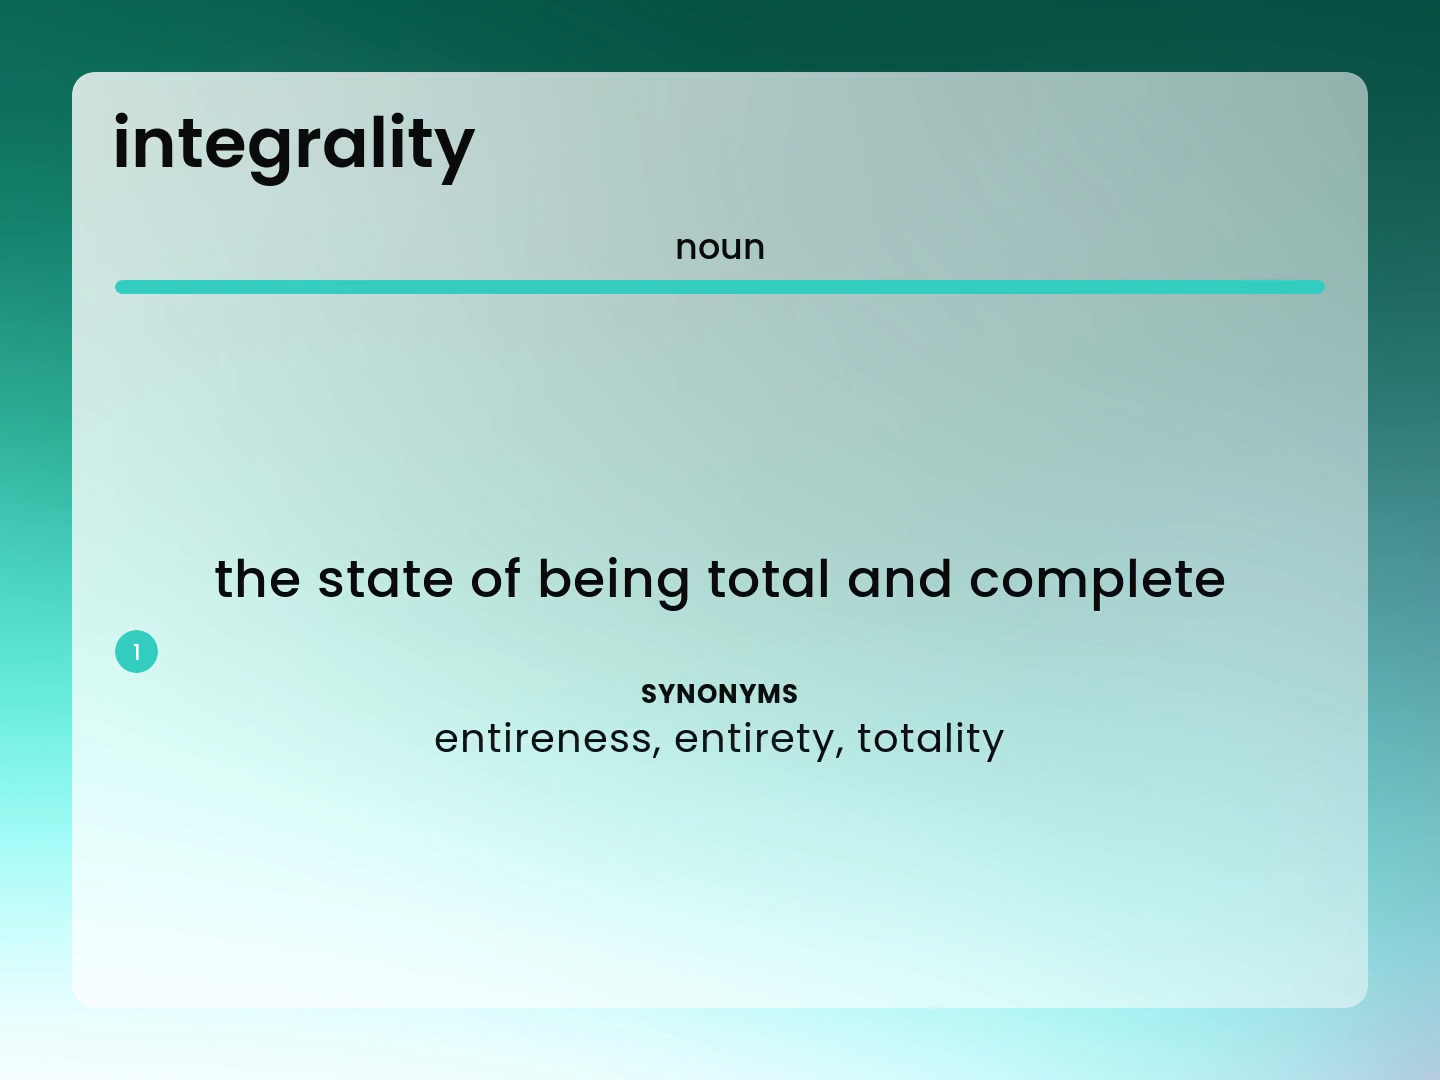 integrality
noun
the state of being total and complete
1
SYNONYMS
entireness, entirety, totality